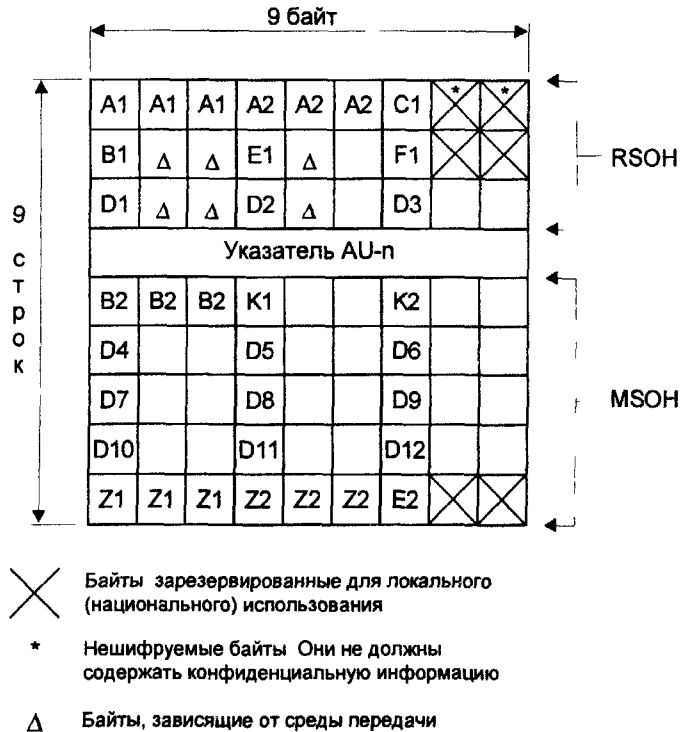 9 байт
A1 A1 A1 A2 A2 A2 C1 * *
B1 Δ Δ E1 Δ F1
RSOH
D1 Δ Δ D2 Δ D3
9 строк
Указатель AU-n
B2 B2 B2 K1 K2
D4 D5 D6
D7 D8 D9
MSOH
D10 D11 D12
Z1 Z1 Z1 Z2 Z2 Z2 E2
Байты зарезервированные для локального
(национального) использования
* Нешифруемые байты Они не должны
содержать конфиденциальную информацию
Δ Байты, зависящие от среды передачи